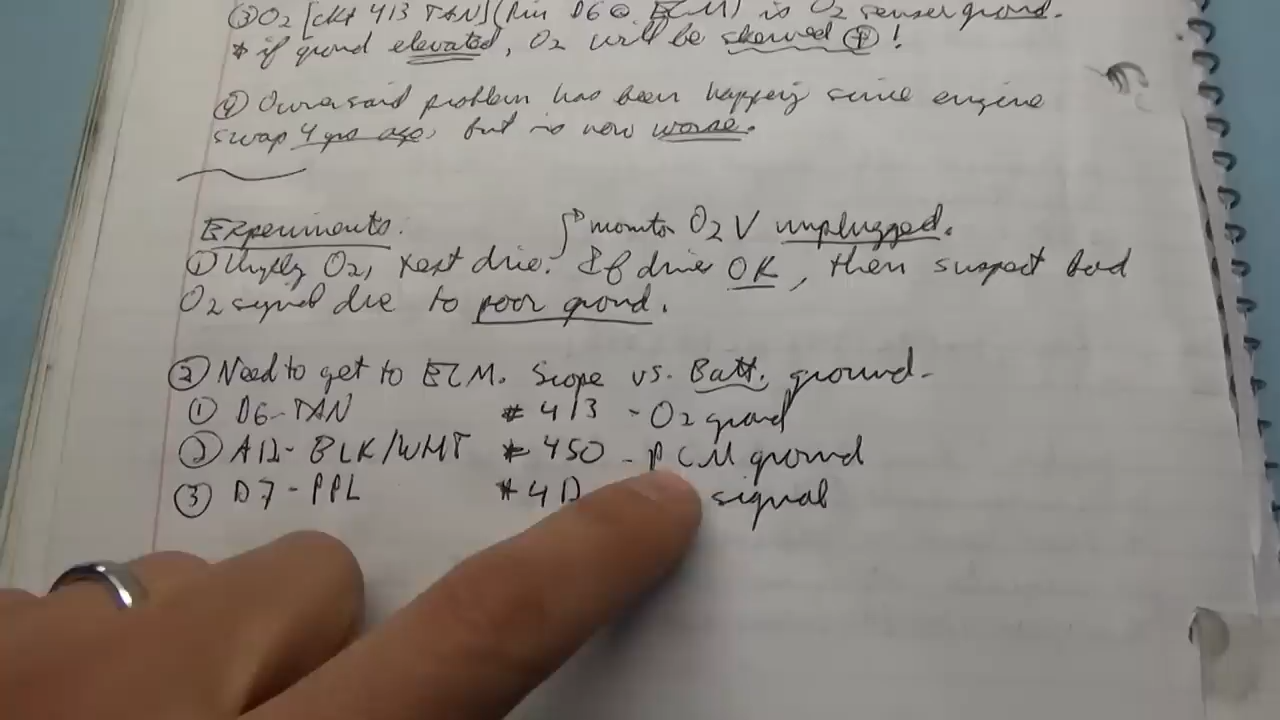 ③ O2 [ckt 413 TAN] (Pin D6 @ ECM) is O2 sensor ground.
* if ground elevated, O2 will be skewed !
④ Owner said problem has been happenig since engine
swap 4 yrs ago, but is now worse.
Experiments: monitor O2 V unplugged.
① Unplg O2, test drive. If drives OK, then suspect bad
O2 signal due to poor ground.
② Need to get to ECM. Scope vs. Batt. ground.
① D6-TAN # 413 - O2 ground
② A12- BLK/WHT # 450 - PCM ground
③ D7-PPL # 41 signal